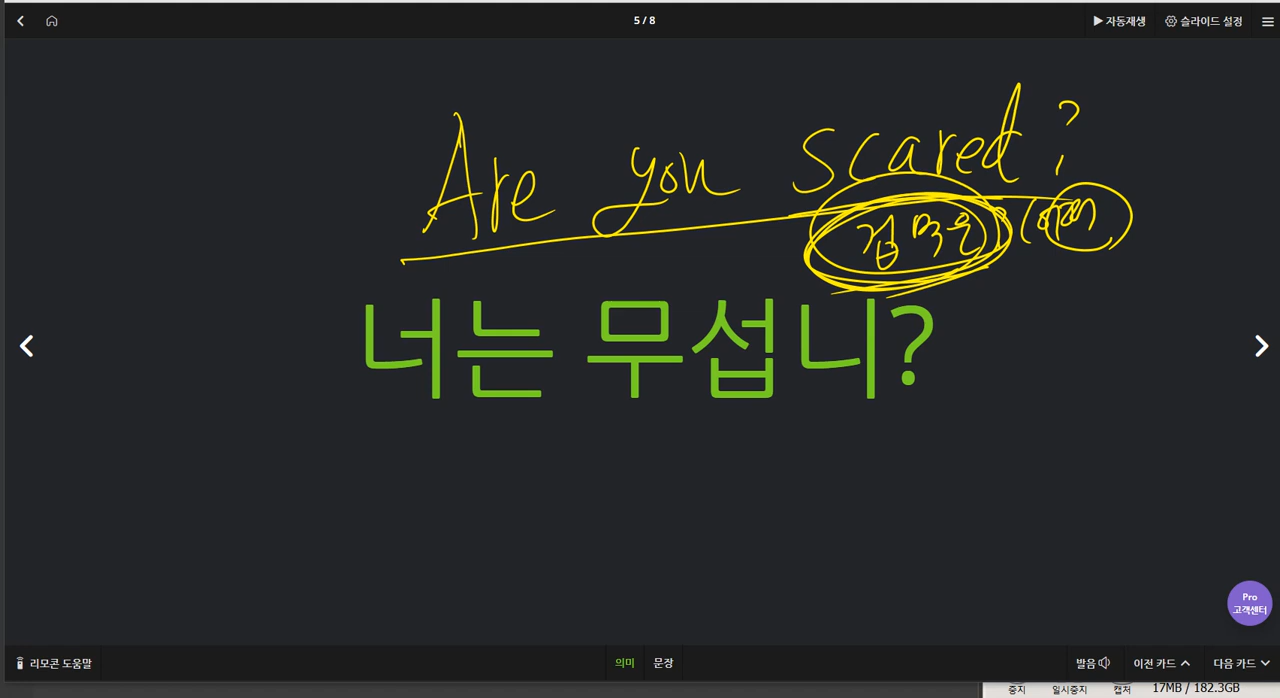 5 / 8
자동재생
슬라이드 설정
Are you scared?
겁먹은
너는 무섭니?
Pro
고객센터
리모콘 도움말
의미
문장
발음
이전 카드
다음 카드
중지
일시중지
캡처
17MB / 182.3GB